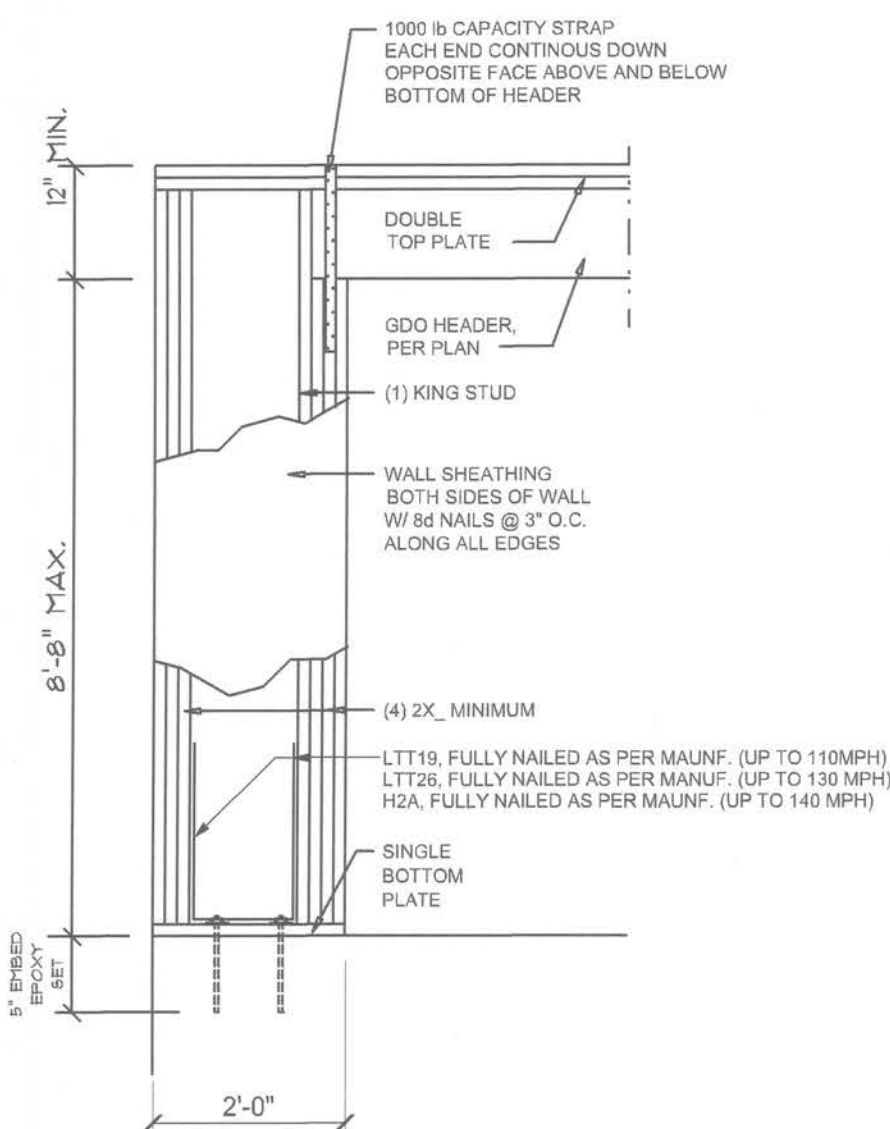 1000 lb CAPACITY STRAP
EACH END CONTINOUS DOWN
OPPOSITE FACE ABOVE AND BELOW
BOTTOM OF HEADER
12" MIN.
DOUBLE
TOP PLATE
GDO HEADER,
PER PLAN
(1) KING STUD
WALL SHEATHING
BOTH SIDES OF WALL
W/ 8d NAILS @ 3" O.C.
ALONG ALL EDGES
8'-8" MAX.
(4) 2X_ MINIMUM
LTT19, FULLY NAILED AS PER MAUNF. (UP TO 110MPH)
LTT26, FULLY NAILED AS PER MANUF. (UP TO 130 MPH)
H2A, FULLY NAILED AS PER MAUNF. (UP TO 140 MPH)
SINGLE
BOTTOM
PLATE
5" EMBED
EPOXY
SET
2'-0"